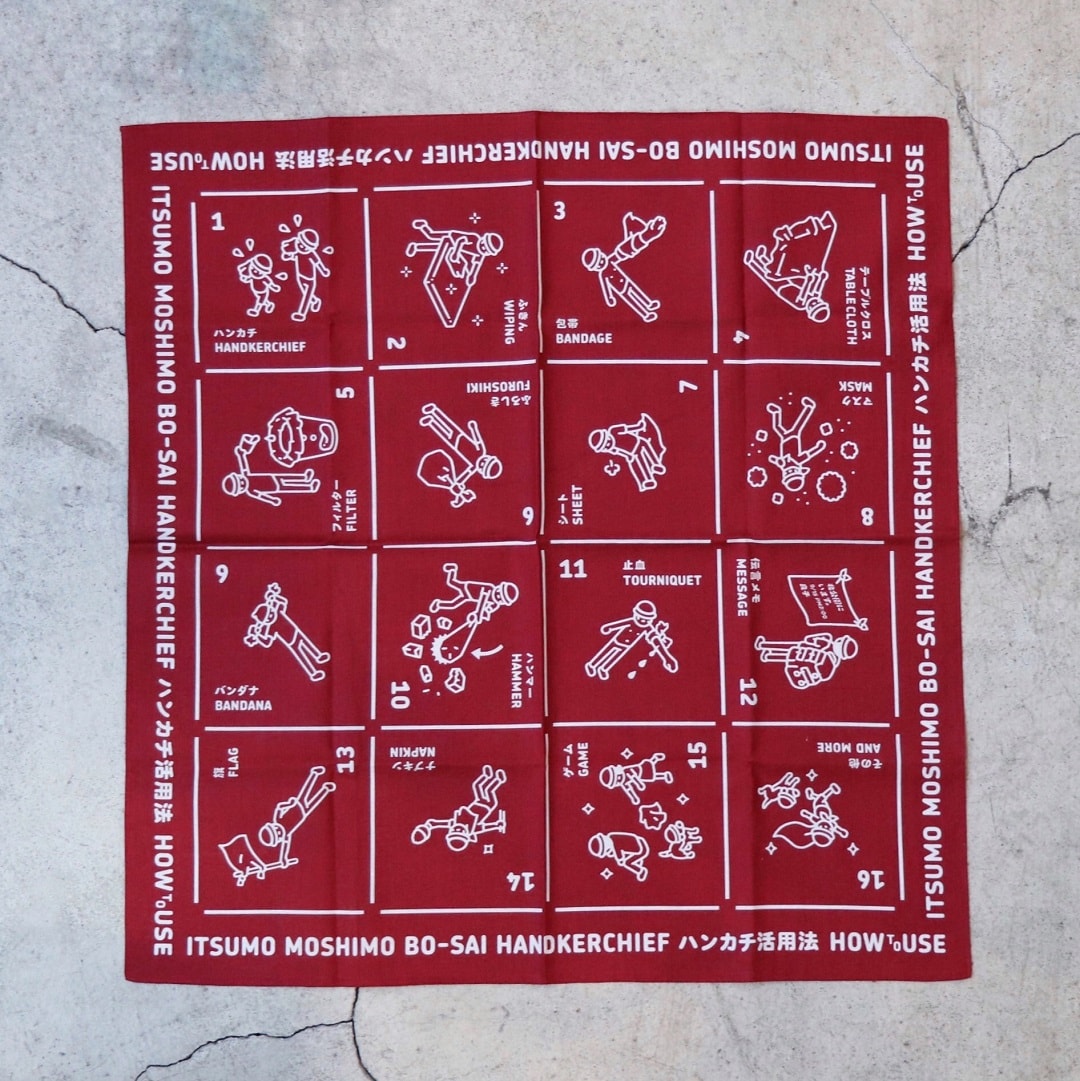 ITSUMO MOSHIMO BO-SAI HANDKERCHIEF ハンカチ活用法 HOW TO USE
ITSUMO MOSHIMO BO-SAI HANDKERCHIEF ハンカチ活用法 HOW TO USE
1
ハンカチ
HANDKERCHIEF
2
ふきん
WIPING
3
包帯
BANDAGE
4
テーブルクロス
TABLE CLOTH
5
フィルター
FILTER
6
ふろしき
FUROSHIKI
7
シート
SHEET
8
マスク
MASK
9
バンダナ
BANDANA
10
ハンマー
HAMMER
11
止血
TOURNIQUET
12
伝言メモ
MESSAGE
13
旗
FLAG
14
ナプキン
NAPKIN
15
ゲーム
GAME
16
その他
AND MORE
ITSUMO MOSHIMO BO-SAI HANDKERCHIEF ハンカチ活用法 HOW TO USE
ITSUMO MOSHIMO BO-SAI HANDKERCHIEF ハンカチ活用法 HOW TO USE